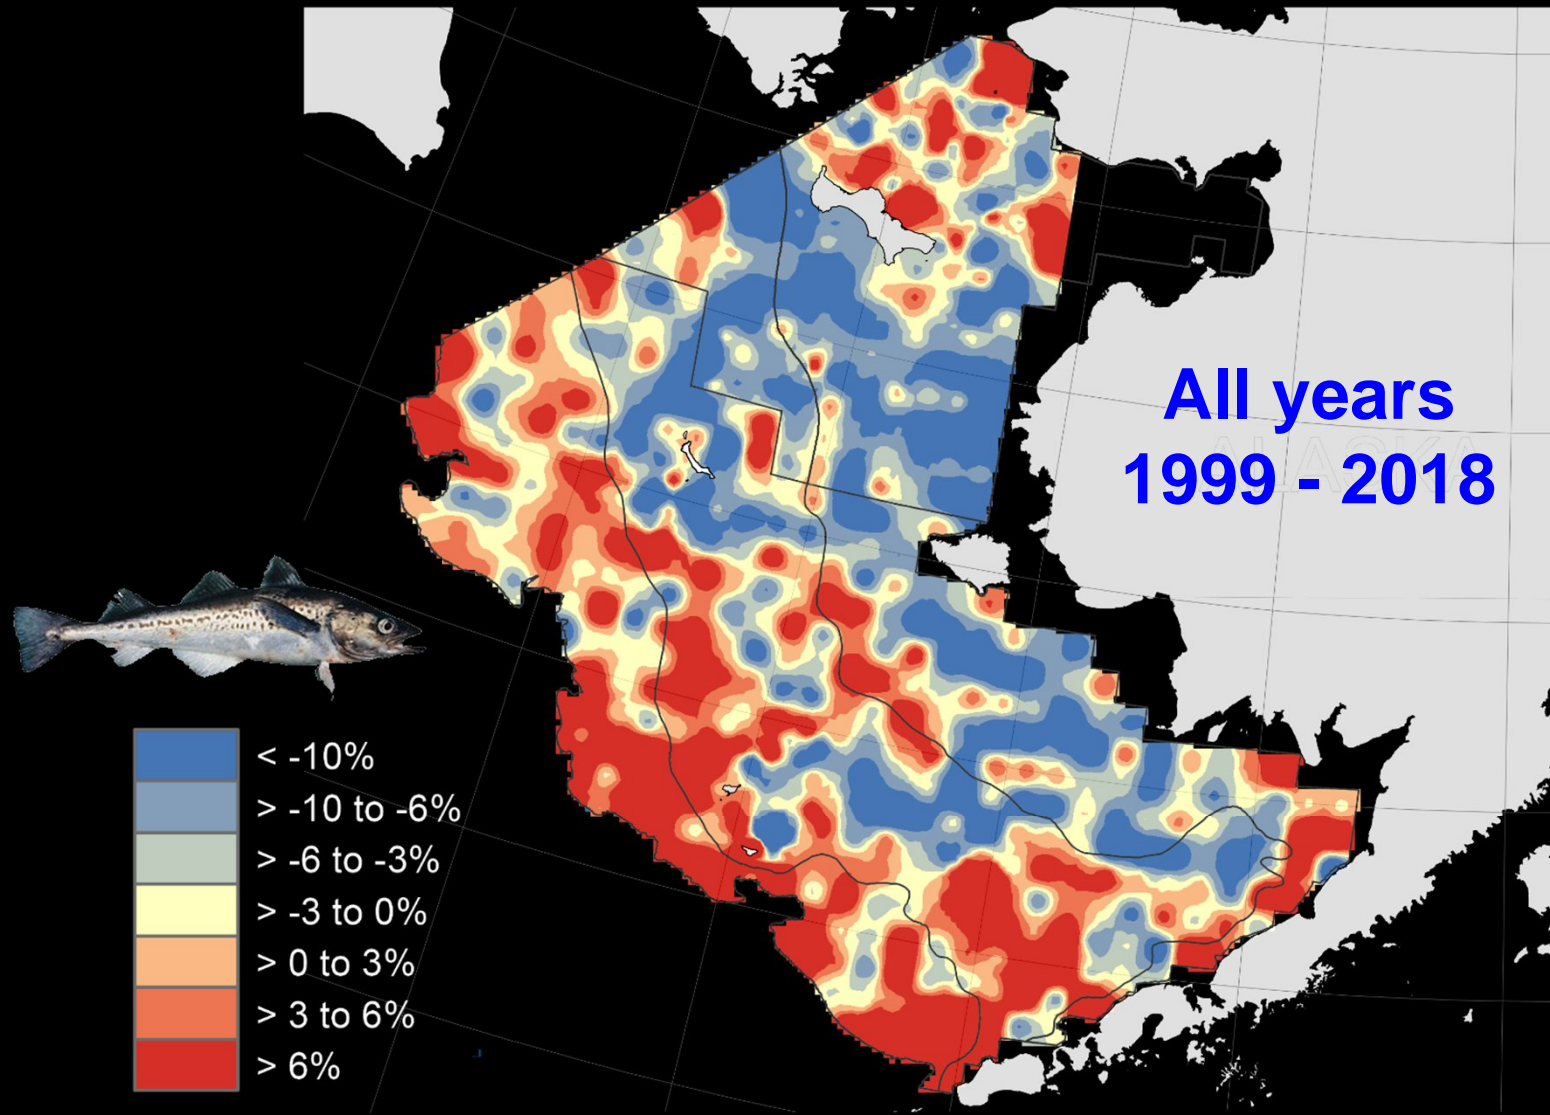 All years
ALASKA
1999 - 2018
< -10%
> -10 to -6%
> -6 to -3%
> -3 to 0%
> 0 to 3%
> 3 to 6%
> 6%